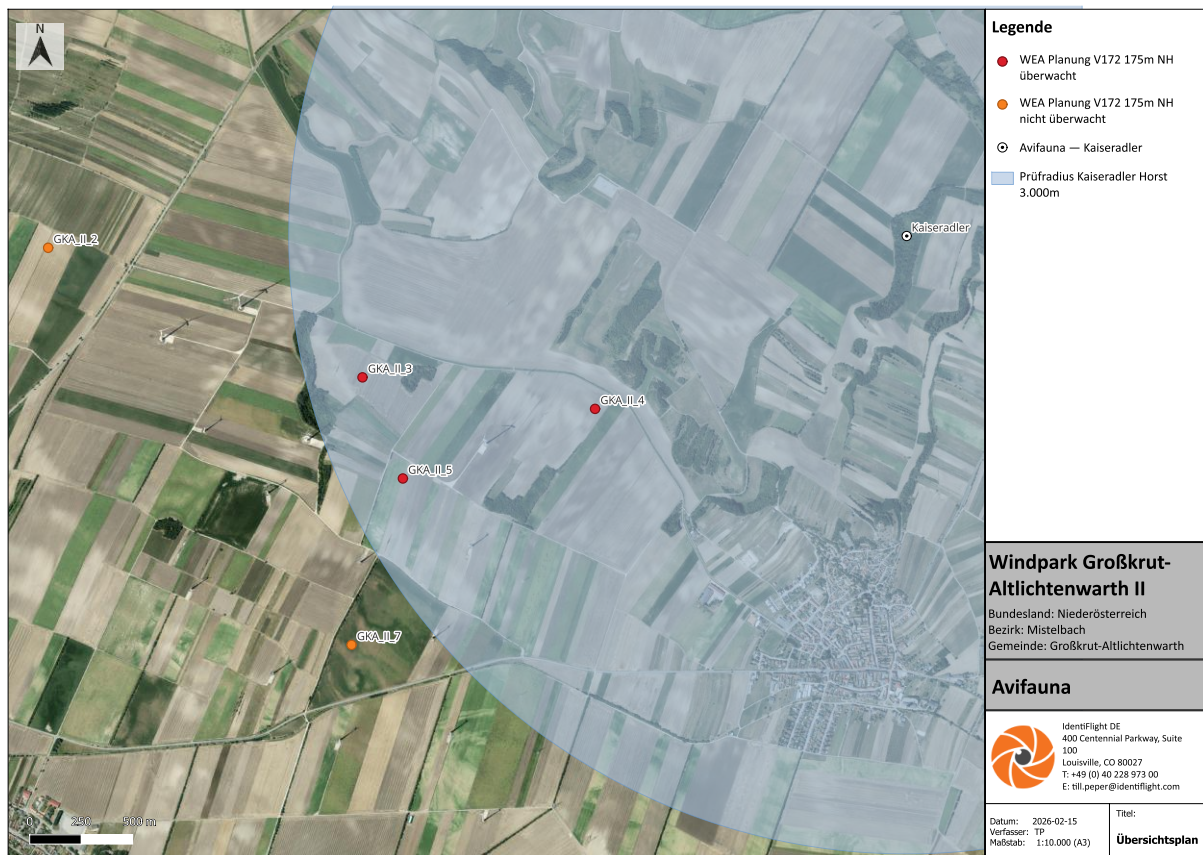 N
GKA_II_2
Kaiseradler
GKA_II_3
GKA_II_4
GKA_II_5
GKA_II_7
0 250 500 m
Legende
WEA Planung V172 175m NH
überwacht
WEA Planung V172 175m NH
nicht überwacht
Avifauna — Kaiseradler
Prüfradius Kaiseradler Horst
3.000m
Windpark Großkrut-
Altlichtenwarth II
Bundesland: Niederösterreich
Bezirk: Mistelbach
Gemeinde: Großkrut-Altlichtenwarth
Avifauna
IdentiFlight DE
400 Centennial Parkway, Suite
100
Louisville, CO 80027
T: +49 (0) 40 228 973 00
E: till.peper@identiflight.com
Datum: 2026-02-15
Verfasser: TP
Maßstab: 1:10.000 (A3)
Titel:
Übersichtsplan